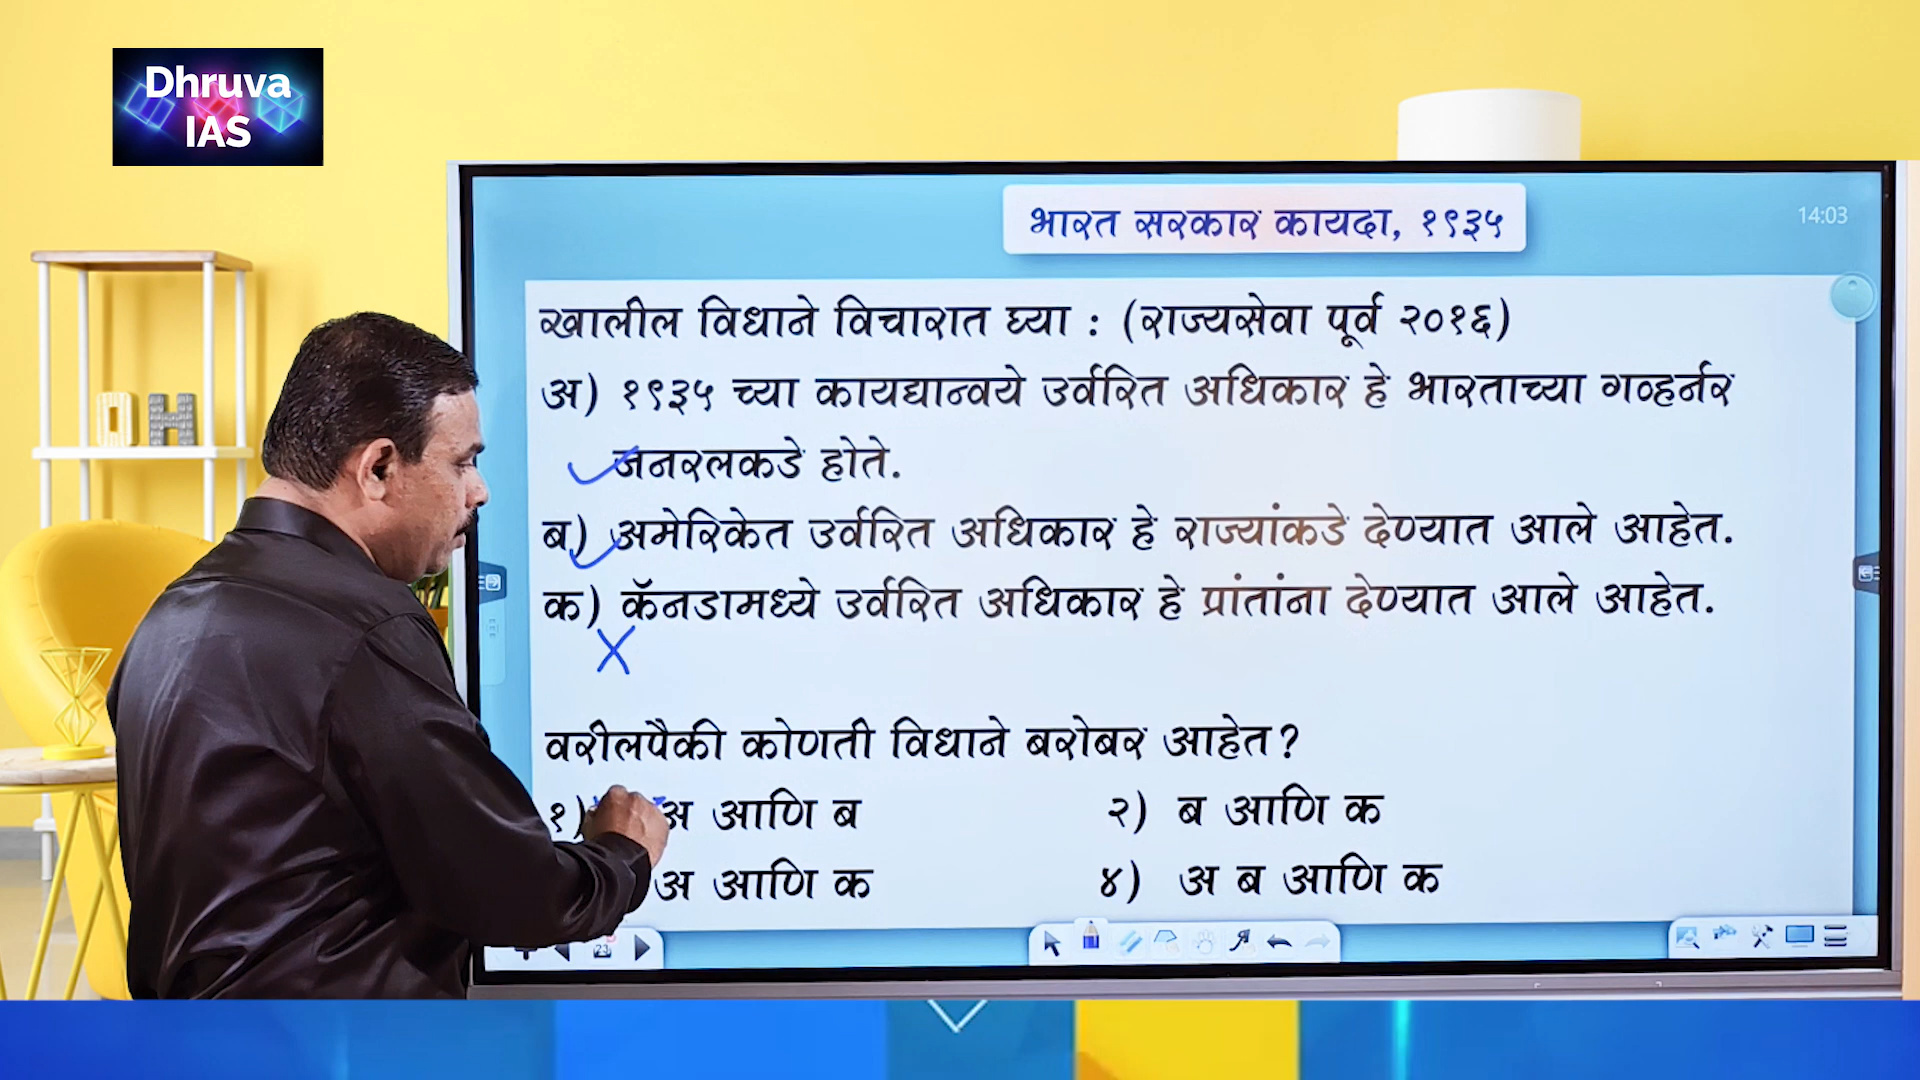 Dhruva
IAS
भारत सरकार कायदा, १९३५
14:03
खालील विधाने विचारात घ्या : (राज्यसेवा पूर्व २०१६)
अ) १९३५ च्या कायद्यान्वये उर्वरित अधिकार हे भारताच्या गव्हर्नर
जनरलकडे होते.
ब) अमेरिकेत उर्वरित अधिकार हे राज्यांकडे देण्यात आले आहेत.
क) कॅनडामध्ये उर्वरित अधिकार हे प्रांतांना देण्यात आले आहेत.
वरीलपैकी कोणती विधाने बरोबर आहेत?
१) अ आणि ब २) ब आणि क
अ आणि क ४) अ ब आणि क
23